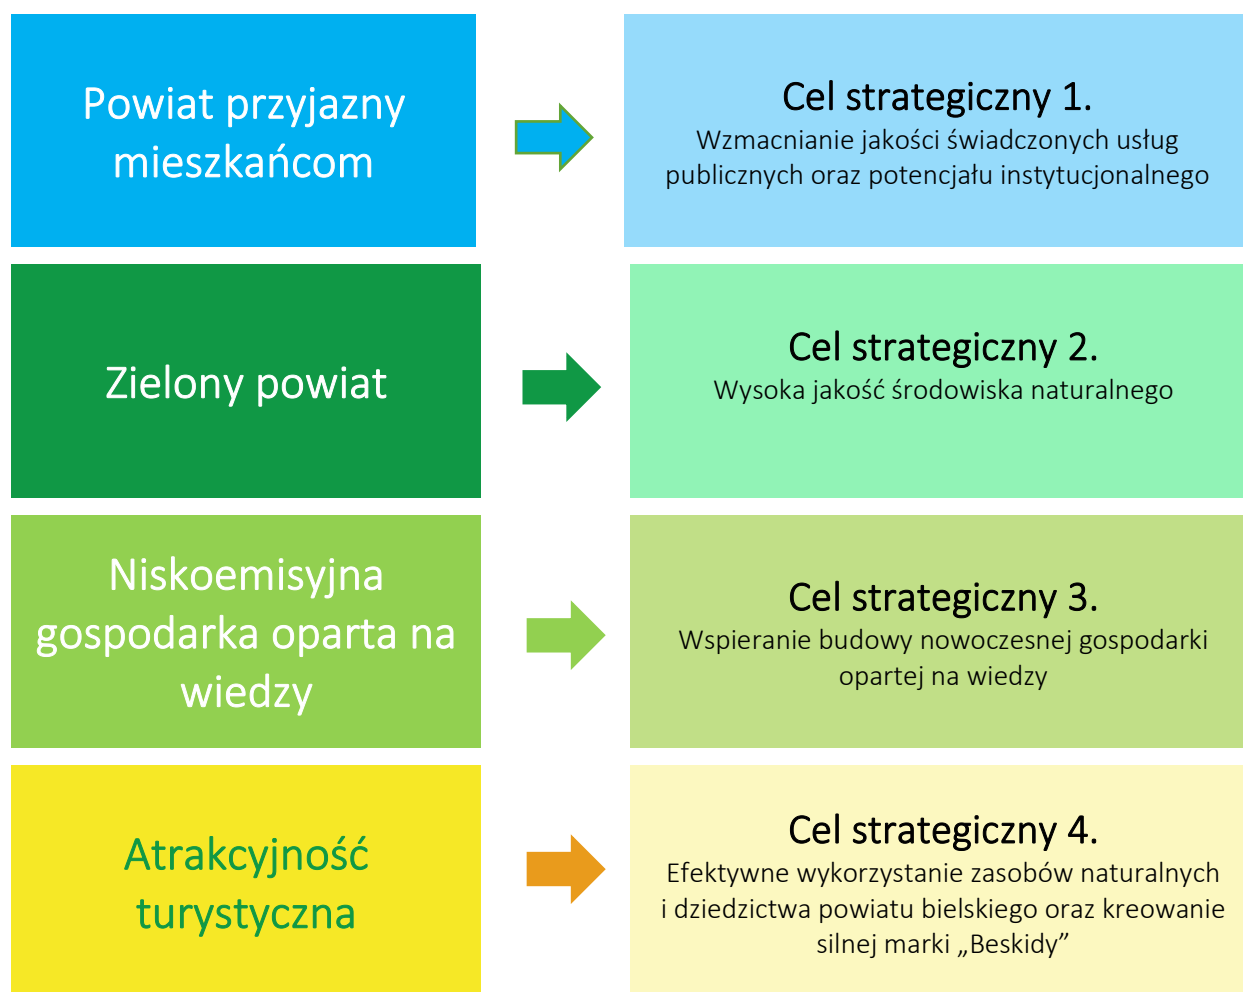 Powiat przyjazny
mieszkańcom
Cel strategiczny 1.
Wzmacnianie jakości świadczonych usług
publicznych oraz potencjału instytucjonalnego
Zielony powiat
Cel strategiczny 2.
Wysoka jakość środowiska naturalnego
Niskoemisyjna
gospodarka oparta na
wiedzy
Cel strategiczny 3.
Wspieranie budowy nowoczesnej gospodarki
opartej na wiedzy
Atrakcyjność
turystyczna
Cel strategiczny 4.
Efektywne wykorzystanie zasobów naturalnych
i dziedzictwa powiatu bielskiego oraz kreowanie
silnej marki „Beskidy”